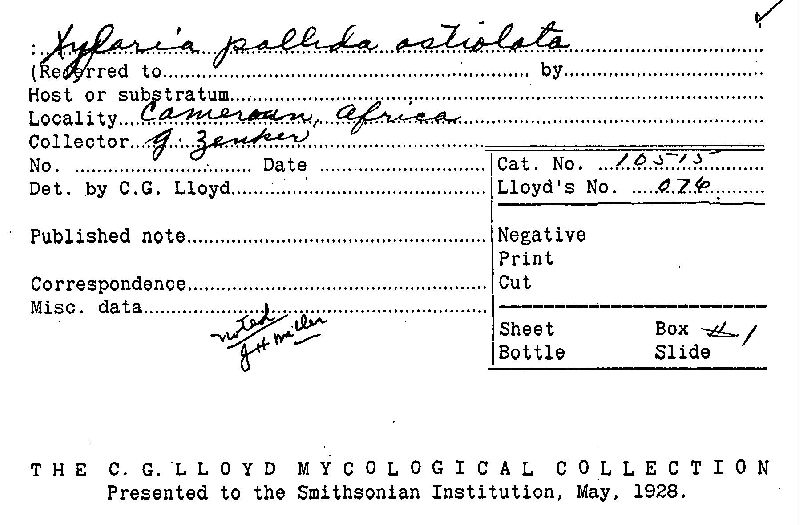 : Xylaria pallida ostiolata
(Referred to by
Host or substratum
Locality Cameroun, Africa
Collector G. Zenker
No. Date
Cat. No. 10515
Det. by C.G. Lloyd
Lloyd's No. 076
Published note
Negative
Print
Correspondence
Cut
Misc. data
noted
J H Miller
Sheet Box #1
Bottle Slide
THE C.G. LLOYD MYCOLOGICAL COLLECTION
Presented to the Smithsonian Institution, May, 1928.